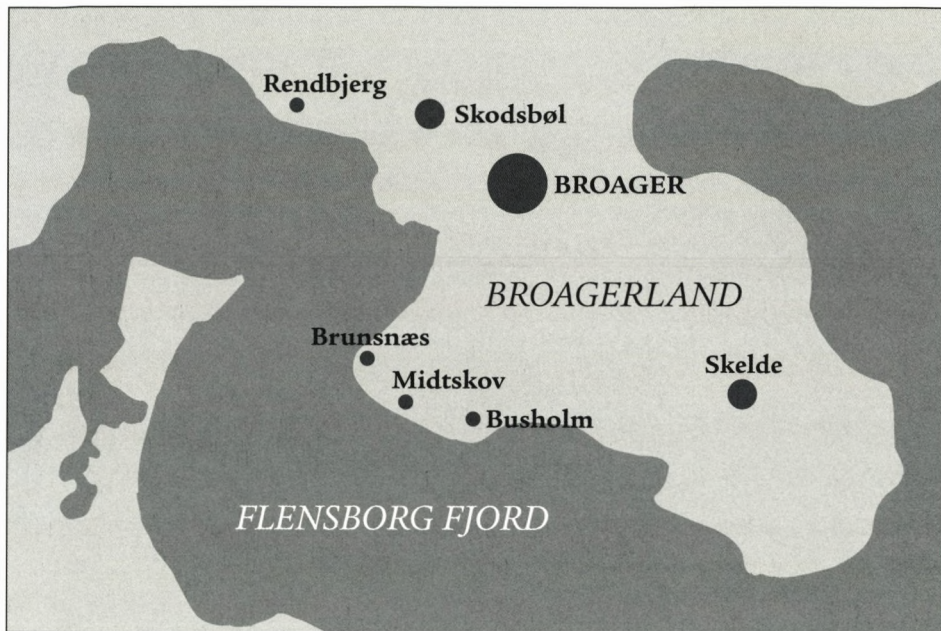 Rendbjerg
Skodsbøl
BROAGER
BROAGERLAND
Brunsnæs
Midtskov
Skelde
Busholm
FLENSBORG FJORD